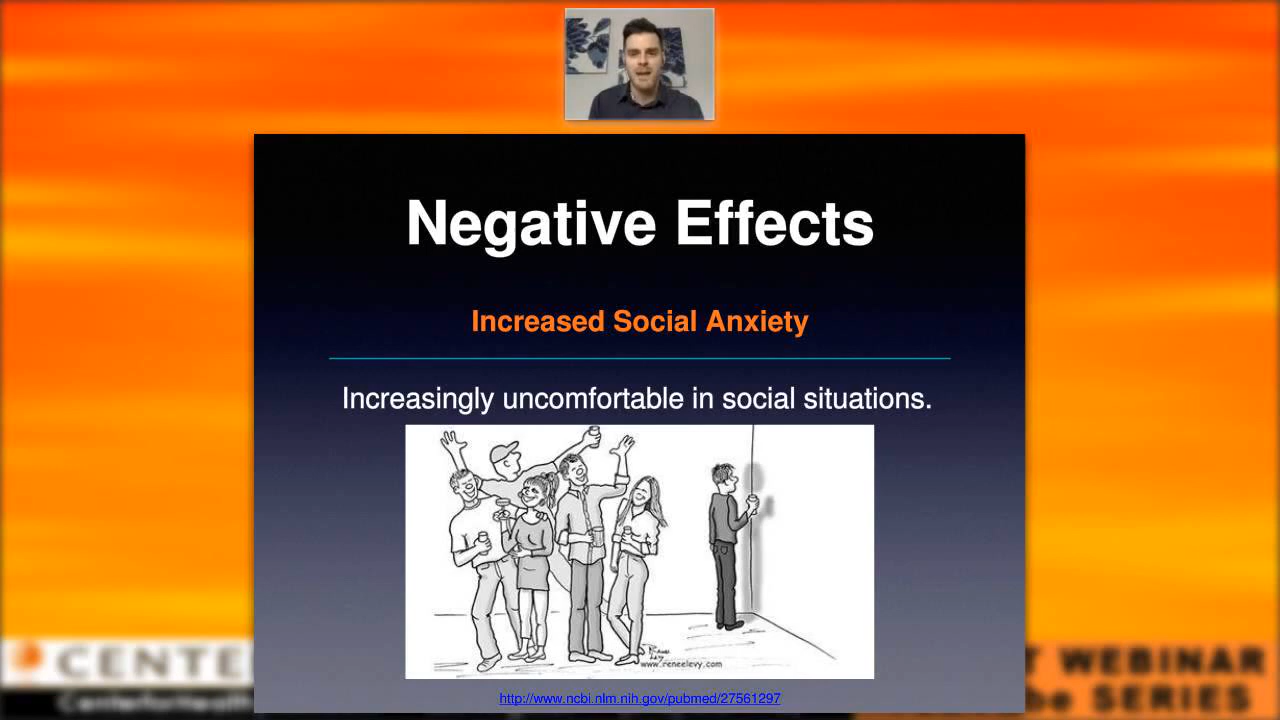 Negative Effects
Increased Social Anxiety
Increasingly uncomfortable in social situations.
www.reneelevy.com
http://www.ncbi.nlm.nih.gov/pubmed/27561297
CENTE
CenterforHealth
T WEBINAR
be SERIES